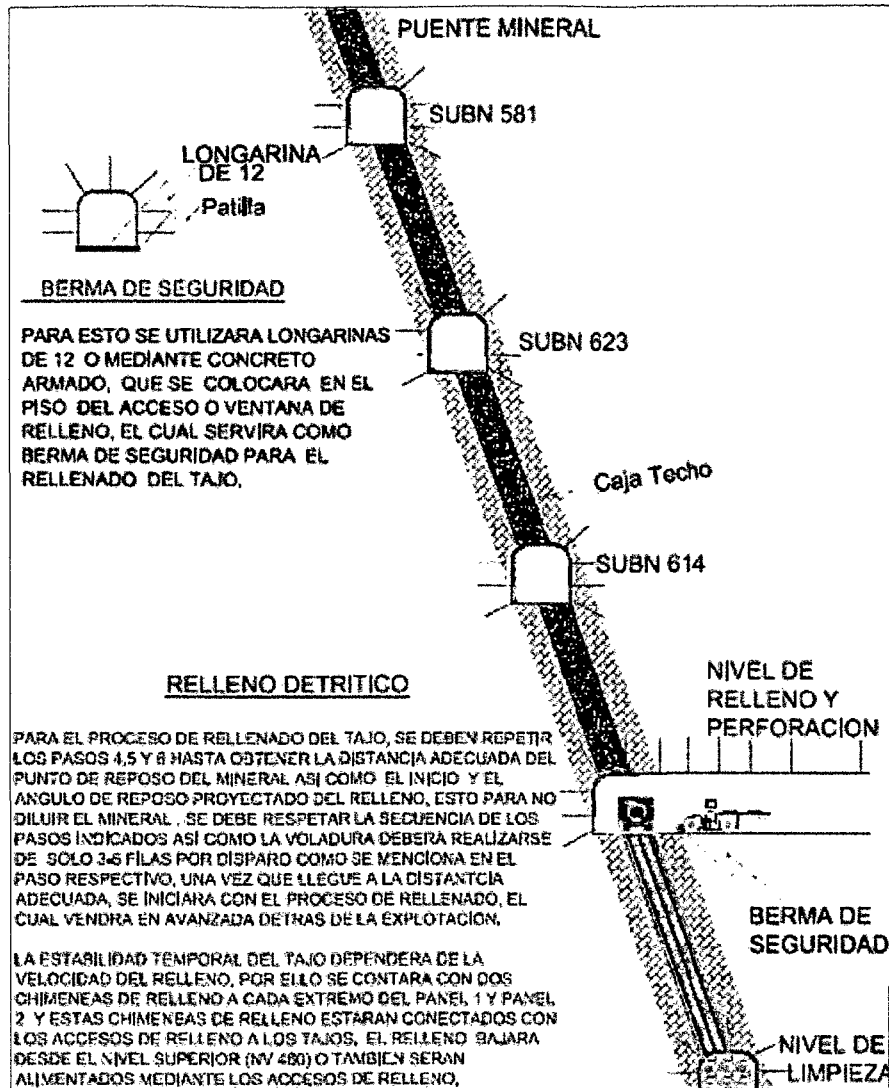 PUENTE MINERAL
SUBN 581
LONGARINA
DE 12
Patilla
BERMA DE SEGURIDAD
PARA ESTO SE UTILIZARA LONGARINAS
DE 12 O MEDIANTE CONCRETO
ARMADO, QUE SE COLOCARA EN EL
PISO DEL ACCESO O VENTANA DE
RELLENO, EL CUAL SERVIRA COMO
BERMA DE SEGURIDAD PARA EL
RELLENADO DEL TAJO.
SUBN 623
Caja Techo
SUBN 614
RELLENO DETRITICO
NIVEL DE
RELLENO Y
PERFORACION
PARA EL PROCESO DE RELLENADO DEL TAJO, SE DEBEN REPETIR
LOS PASOS 4,5 Y 6 HASTA OBTENER LA DISTANCIA ADECUADA DEL
PUNTO DE REPOSO DEL MINERAL ASI COMO EL INICIO Y EL
ANGULO DE REPOSO PROYECTADO DEL RELLENO, ESTO PARA NO
DILUIR EL MINERAL, SE DEBE RESPETAR LA SECUENCIA DE LOS
PASOS INDICADOS ASI COMO LA VOLADURA DEBERA REALIZARSE
DE SOLO 3-6 FILAS POR DISPARO COMO SE MENCIONA EN EL
PASO RESPECTIVO, UNA VEZ QUE LLEGUE A LA DISTANTCIA
ADECUADA, SE INICIARA CON EL PROCESO DE RELLENADO, EL
CUAL VENDRA EN AVANZADA DETRAS DE LA EXPLOTACION.
BERMA DE
SEGURIDAD
LA ESTABILIDAD TEMPORAL DEL TAJO DEPENDERA DE LA
VELOCIDAD DEL RELLENO, POR ELLO SE CONTARA CON DOS
CHIMENEAS DE RELLENO A CADA EXTREMO DEL PANEL 1 Y PANEL
2 Y ESTAS CHIMENEAS DE RELLENO ESTARAN CONECTADOS CON
LOS ACCESOS DE RELLENO A LOS TAJOS, EL RELLENO BAJARA
DESDE EL NIVEL SUPERIOR (NV 480) O TAMBIEN SERAN
ALIMENTADOS MEDIANTE LOS ACCESOS DE RELLENO,
NIVEL DE
LIMPIEZA